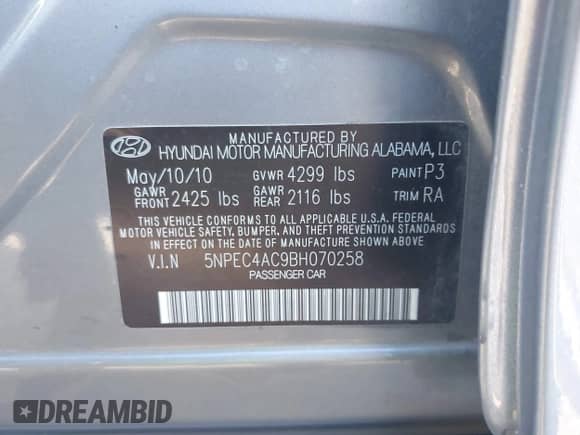 MANUFACTURED BY
HYUNDAI MOTOR MANUFACTURING ALABAMA, LLC
May/10/10 GVWR 4299 lbs PAINT P3
GAWR FRONT 2425 lbs GAWR REAR 2116 lbs TRIM RA
THIS VEHICLE CONFORMS TO ALL APPLICABLE U.S.A. FEDERAL
MOTOR VEHICLE SAFETY, BUMPER, AND THEFT PREVENTION STANDARDS
IN EFFECT ON THE DATE OF MANUFACTURE SHOWN ABOVE.
V.I.N 5NPEC4AC9BH070258
PASSENGER CAR
DREAMBID